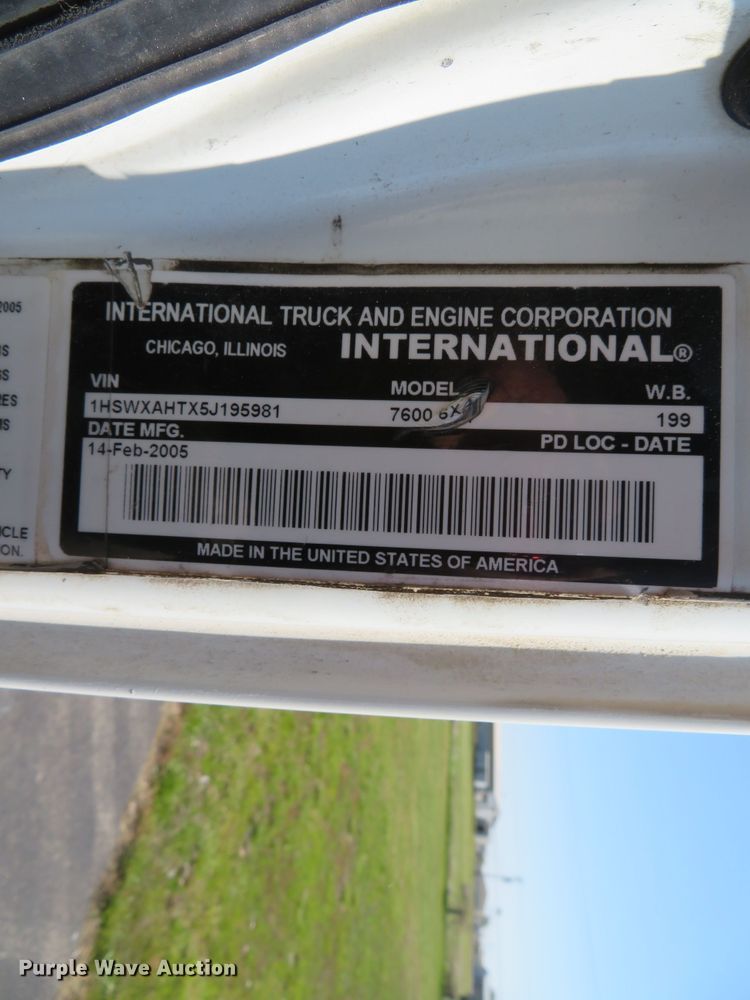 2005
INTERNATIONAL TRUCK AND ENGINE CORPORATION
CHICAGO, ILLINOIS INTERNATIONAL®
VIN MODEL W.B.
1HSWXAHTX5J195981 7600 6X 199
DATE MFG. PD LOC - DATE
14-Feb-2005
MADE IN THE UNITED STATES OF AMERICA
Purple Wave Auction